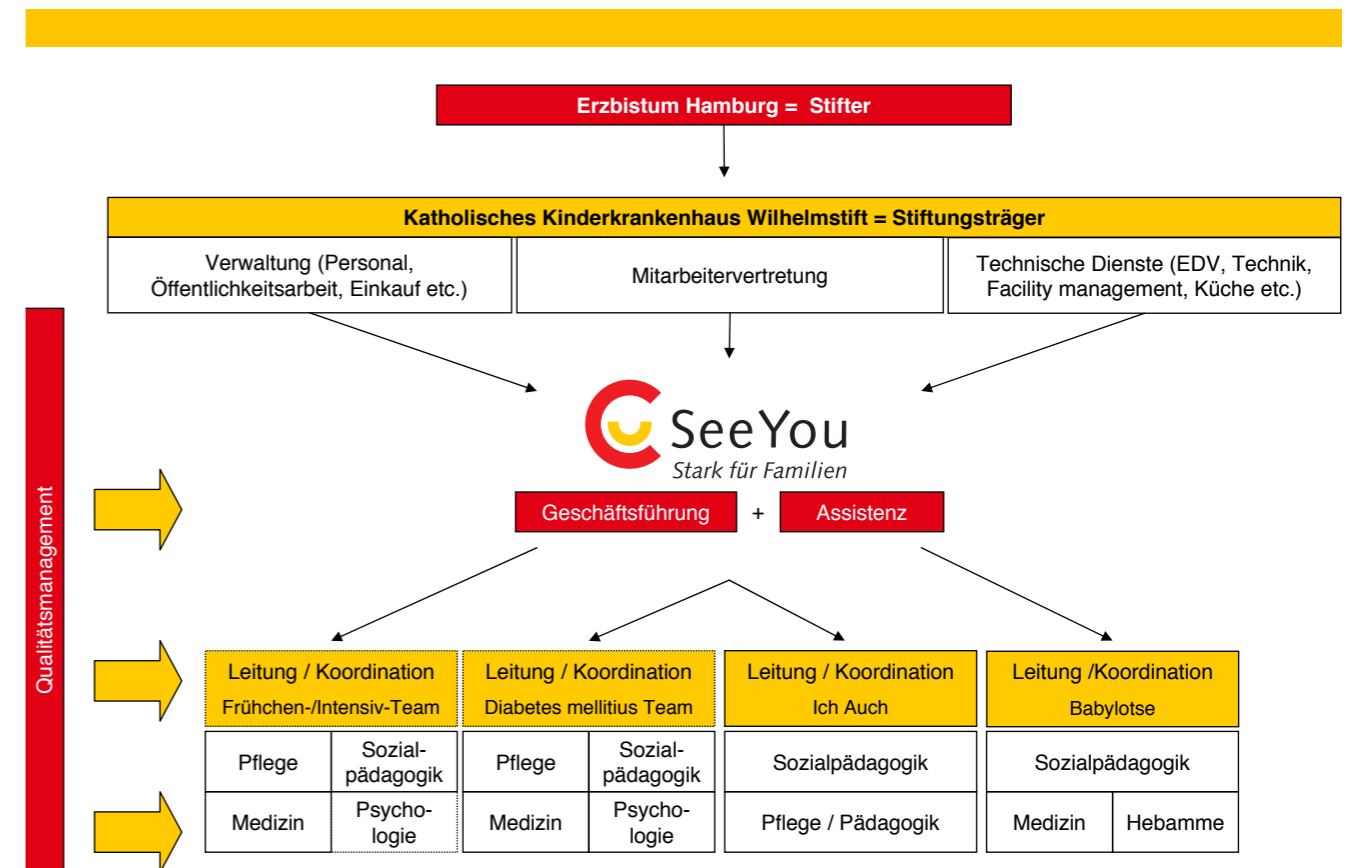 Erzbistum Hamburg = Stifter
Katholisches Kinderkrankenhaus Wilhelmstift = Stiftungsträger
Verwaltung (Personal,
Öffentlichkeitsarbeit, Einkauf etc.)
Mitarbeitervertretung
Technische Dienste (EDV, Technik,
Facility management, Küche etc.)
Qualitätsmanagement
SeeYou
Stark für Familien
Geschäftsführung + Assistenz
Leitung / Koordination
Frühchen-/Intensiv-Team
Pflege
Sozial-
pädagogik
Medizin
Psycho-
logie
Leitung / Koordination
Diabetes mellitius Team
Pflege
Sozial-
pädagogik
Medizin
Psycho-
logie
Leitung / Koordination
Ich Auch
Sozialpädagogik
Pflege / Pädagogik
Leitung /Koordination
Babylotse
Sozialpädagogik
Medizin
Hebamme